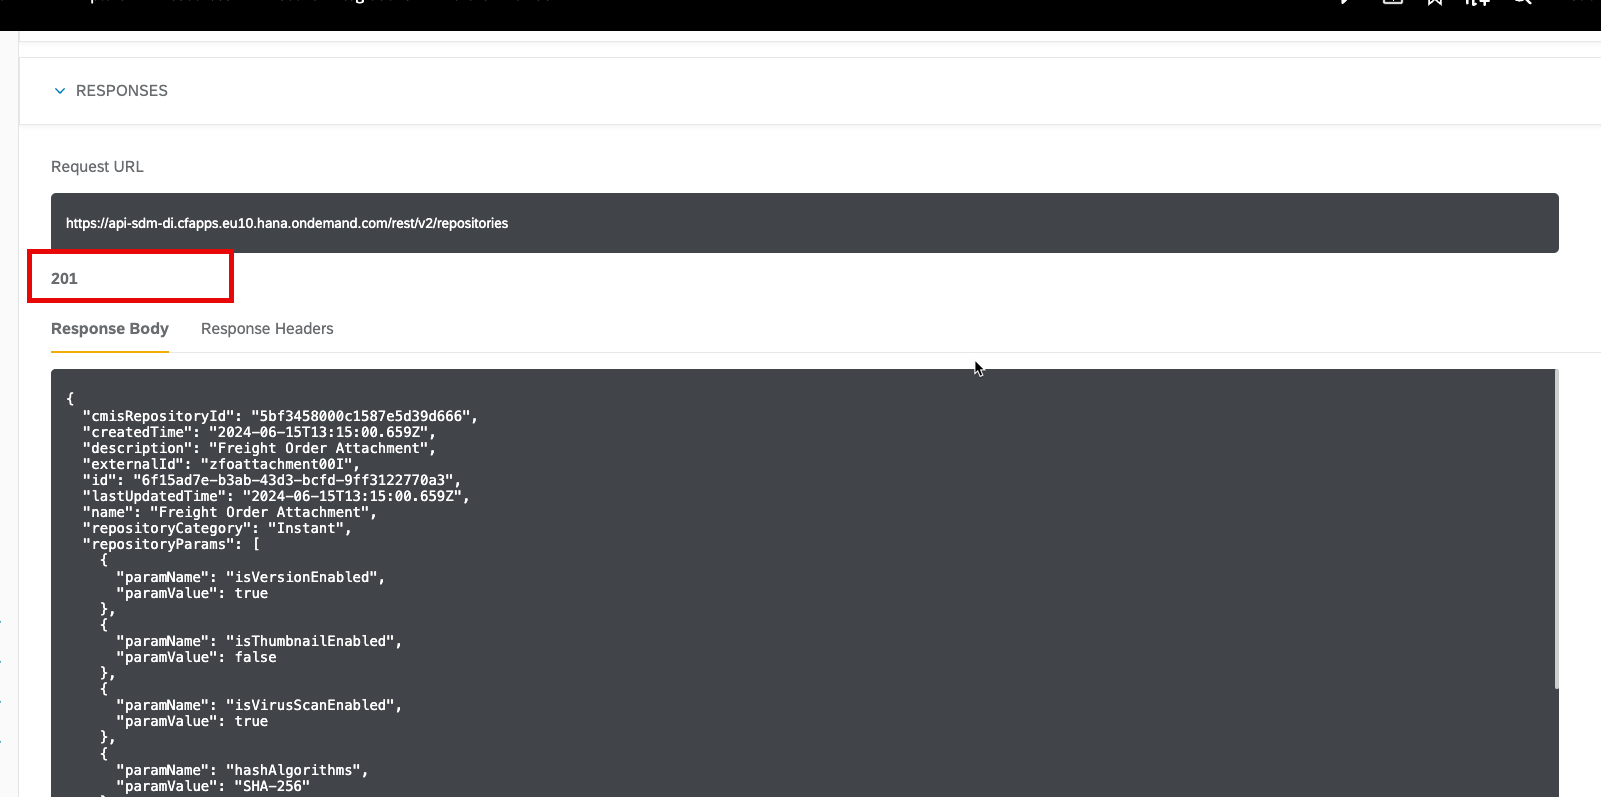 RESPONSES
Request URL
https://api-sdm-di.cfapps.eu10.hana.ondemand.com/rest/v2/repositories
201
Response Body Response Headers
{
"cmisRepositoryId": "5bf3458000c1587e5d39d666",
"createdTime": "2024-06-15T13:15:00.659Z",
"description": "Freight Order Attachment",
"externalId": "zfoattachment00I",
"id": "6f15ad7e-b3ab-43d3-bcfd-9ff3122770a3",
"lastUpdatedTime": "2024-06-15T13:15:00.659Z",
"name": "Freight Order Attachment",
"repositoryCategory": "Instant",
"repositoryParams": [
{
"paramName": "isVersionEnabled",
"paramValue": true
},
{
"paramName": "isThumbnailEnabled",
"paramValue": false
},
{
"paramName": "isVirusScanEnabled",
"paramValue": true
},
{
"paramName": "hashAlgorithms",
"paramValue": "SHA-256"